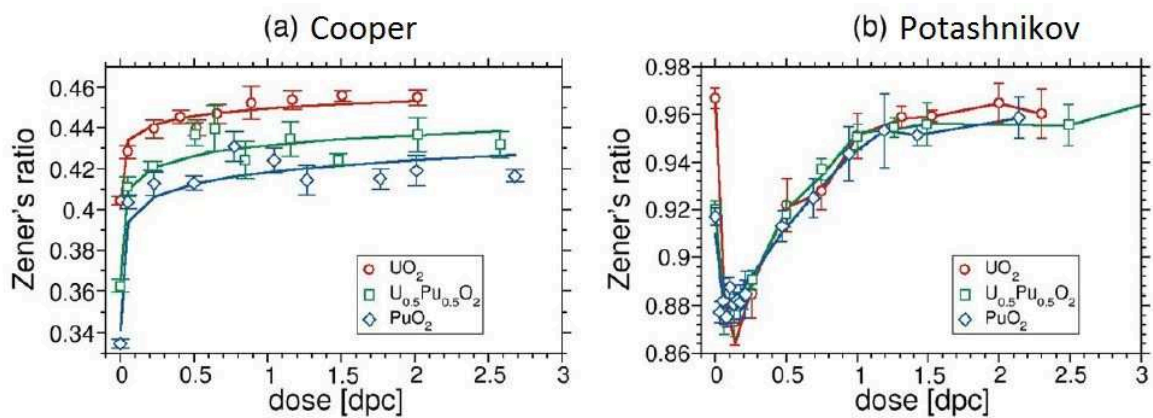 (a) Cooper
Zener's ratio
0.46
0.44
0.42
0.4
0.38
0.36
0.34
UO2
U0.5Pu0.5O2
PuO2
0
0.5
1
1.5
2
2.5
3
dose [dpc]
(b) Potashnikov
Zener's ratio
0.98
0.96
0.94
0.92
0.9
0.88
0.86
UO2
U0.5Pu0.5O2
PuO2
0
0.5
1
1.5
2
2.5
3
dose [dpc]